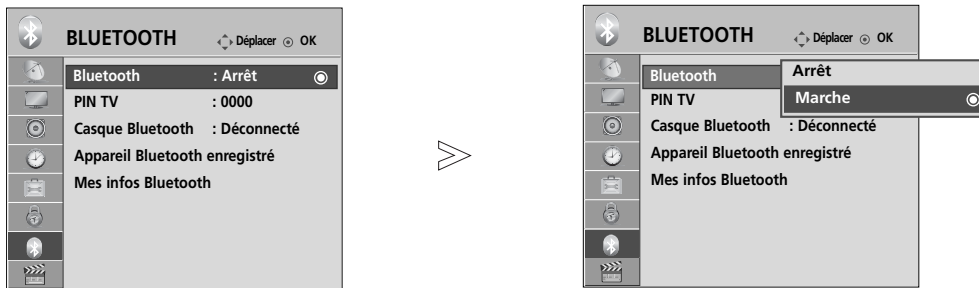 BLUETOOTH Déplacer OK
Bluetooth : Arrêt
PIN TV : 0000
Casque Bluetooth : Déconnecté
Appareil Bluetooth enregistré
Mes infos Bluetooth
BLUETOOTH Déplacer OK
Bluetooth Arrêt
PIN TV Marche
Casque Bluetooth : Déconnecté
Appareil Bluetooth enregistré
Mes infos Bluetooth